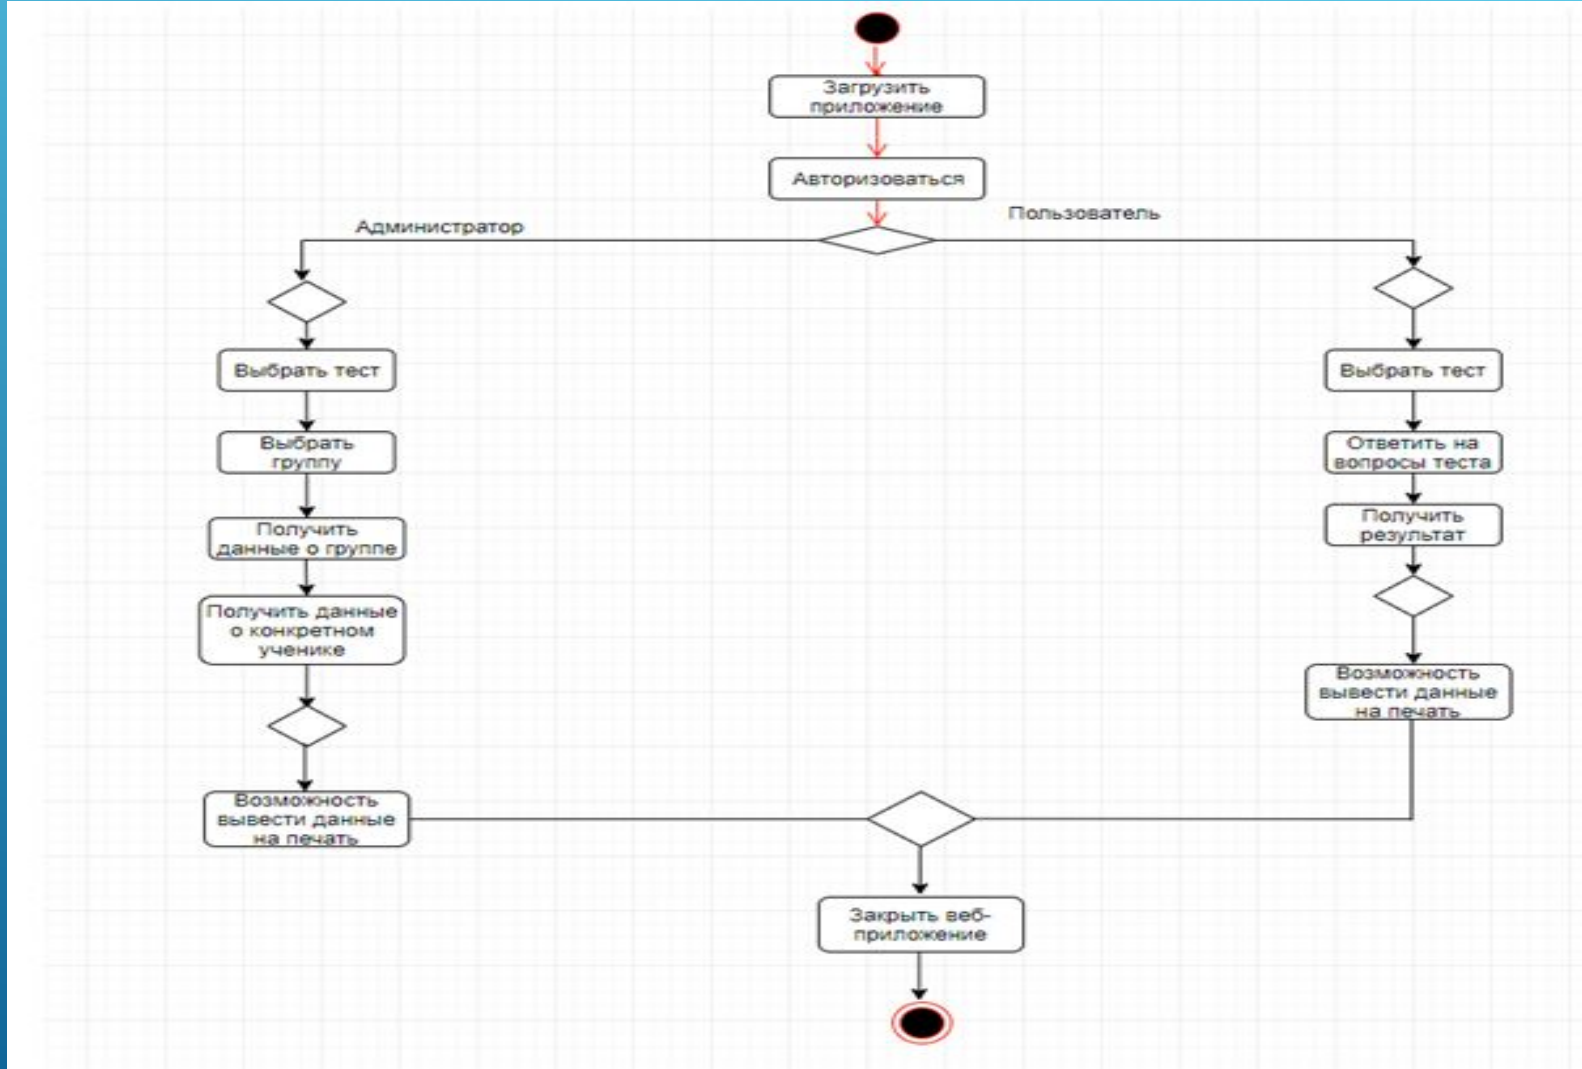 Загрузить
приложение
Авторизоваться
Администратор
Пользователь
Выбрать тест
Выбрать
группу
Получить
данные о группе
Получить данные
о конкретном
ученике
Возможность
вывести данные
на печать
Выбрать тест
Ответить на
вопросы теста
Получить
результат
Возможность
вывести данные
на печать
Закрыть веб-
приложение